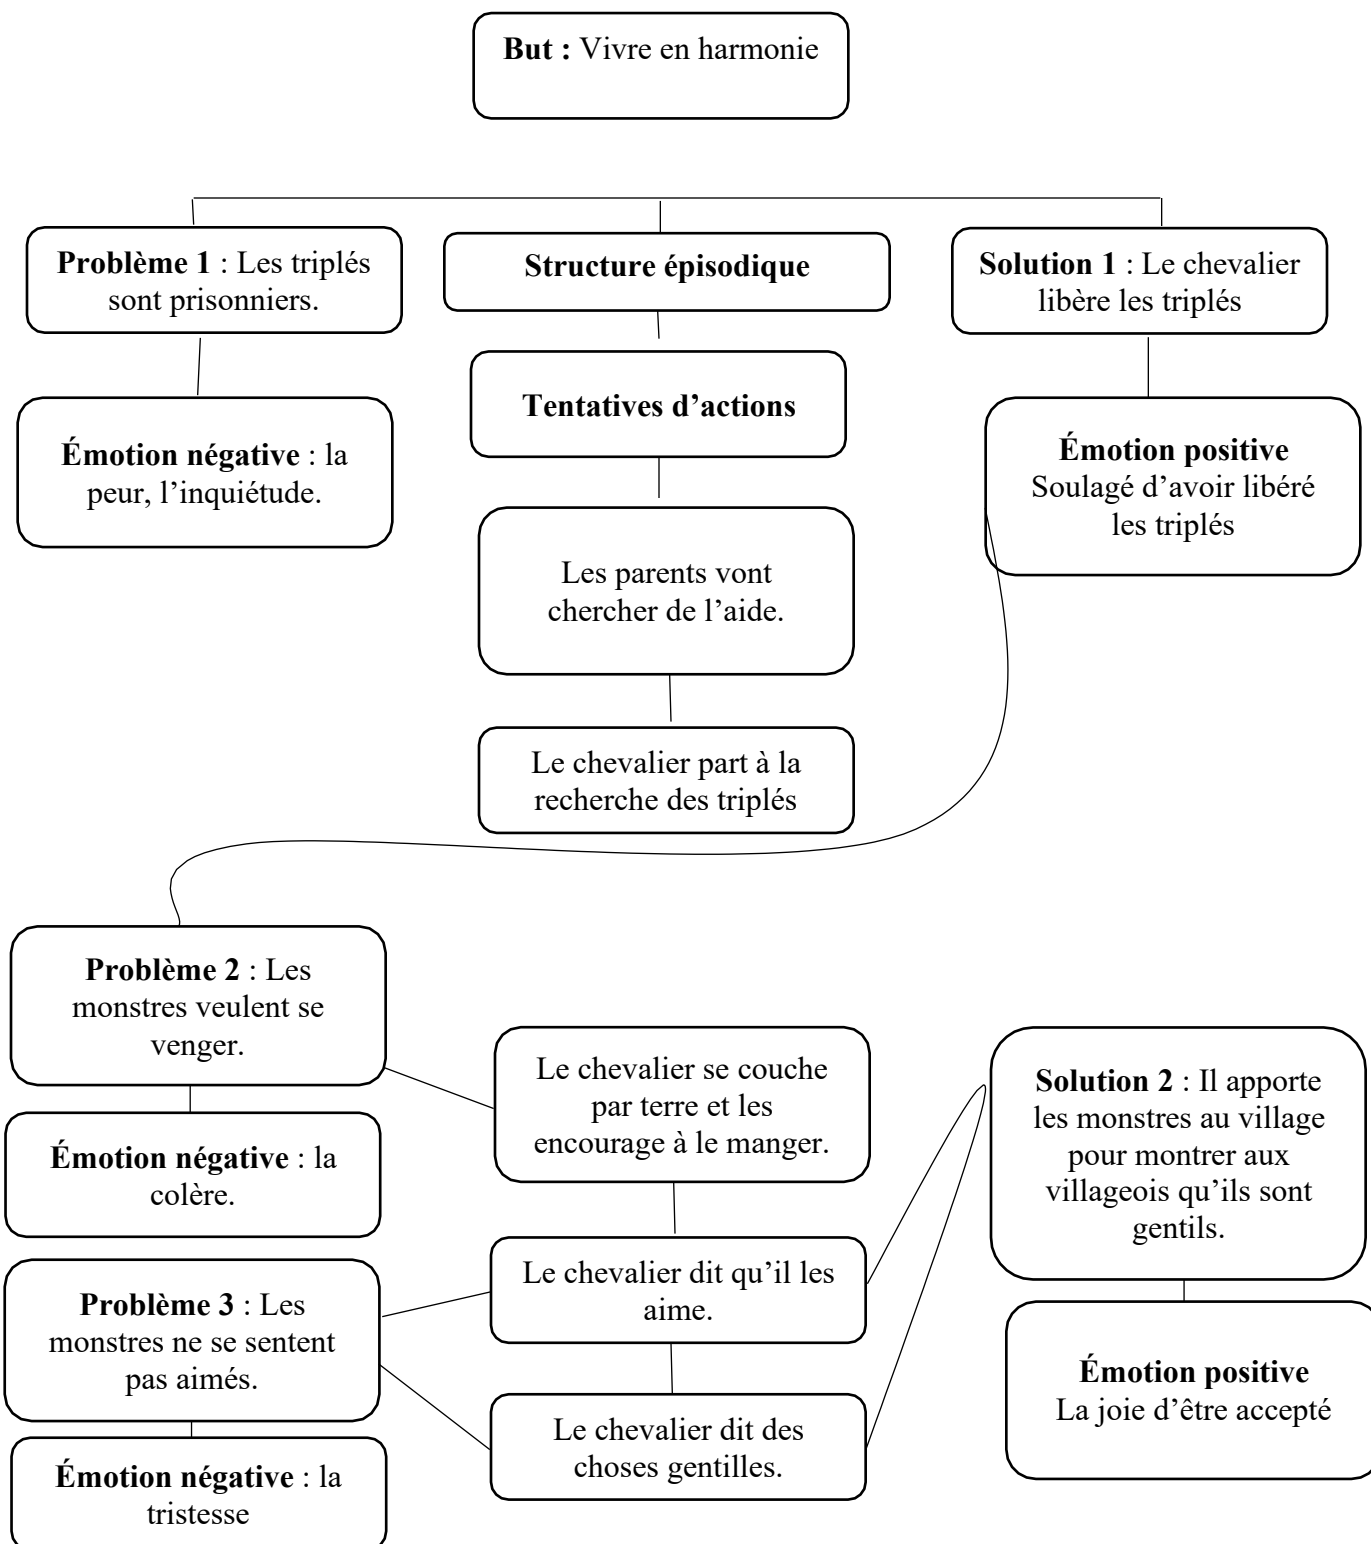 But : Vivre en harmonie
Problème 1 : Les triplés
sont prisonniers.
Structure épisodique
Solution 1 : Le chevalier
libère les triplés
Émotion négative : la
peur, l’inquiétude.
Tentatives d’actions
Émotion positive
Soulagé d’avoir libéré
les triplés
Les parents vont
chercher de l’aide.
Le chevalier part à la
recherche des triplés
Problème 2 : Les
monstres veulent se
venger.
Émotion négative : la
colère.
Le chevalier se couche
par terre et les
encourage à le manger.
Solution 2 : Il apporte
les monstres au village
pour montrer aux
villageois qu’ils sont
gentils.
Problème 3 : Les
monstres ne se sentent
pas aimés.
Le chevalier dit qu’il les
aime.
Émotion positive
La joie d’être accepté
Le chevalier dit des
choses gentilles.
Émotion négative : la
tristesse